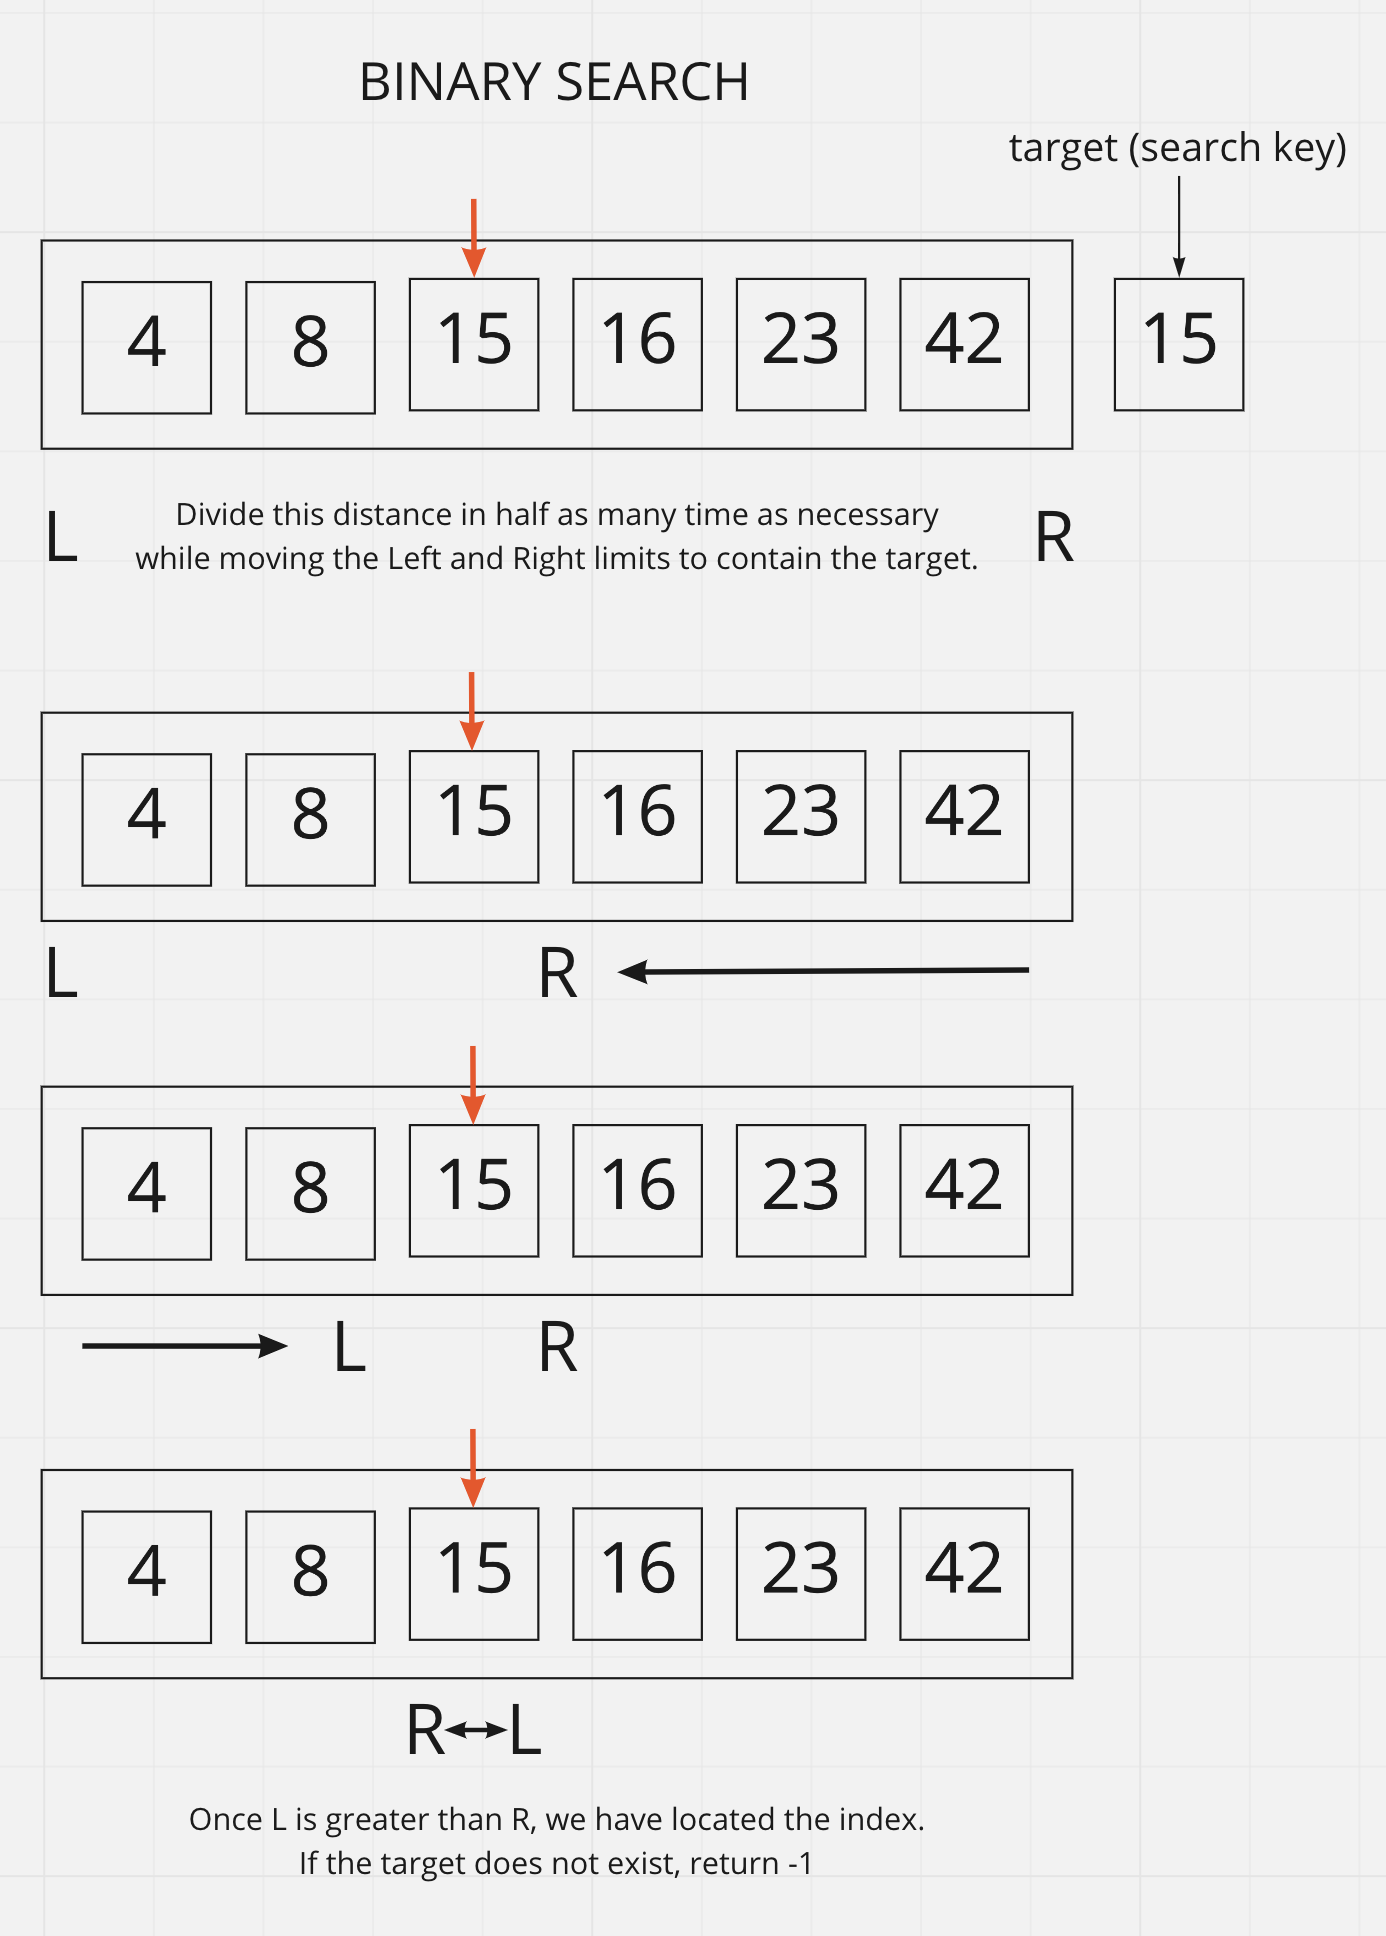 BINARY SEARCH
target (search key)
4 8 15 16 23 42 15
Divide this distance in half as many time as necessary
L R
while moving the Left and Right limits to contain the target.
4 8 15 16 23 42
L R
4 8 15 16 23 42
L R
4 8 15 16 23 42
R L
Once L is greater than R, we have located the index.
If the target does not exist, return -1